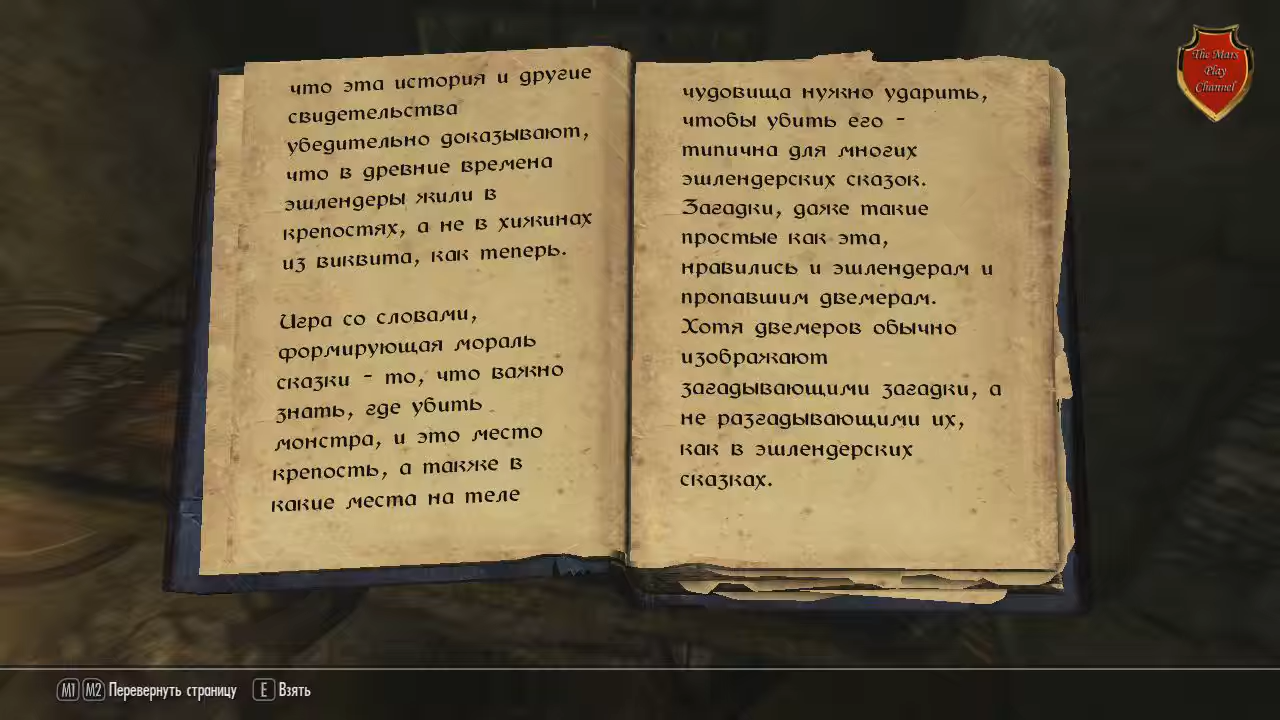 что эта история и другие
свидетельства
убедительно доказывают,
что в древние времена
эшлендеры жили в
крепостях, а не в хижинах
из виквита, как теперь.
Игра со словами,
формирующая мораль
сказки - то, что важно
знать, где убить
монстра, и это место
крепость, а также в
какие места на теле
чудовища нужно ударить,
чтобы убить его -
типична для многих
эшлендерских сказок.
Загадки, даже такие
простые как эта,
нравились и эшлендерам и
пропавшим двемерам.
Хотя двемеров обычно
изображают
загадывающими загадки, а
не разгадывающими их,
как в эшлендерских
сказках.
The Mars
Play
Channel
M1 M2 Перевернуть страницу E Взять